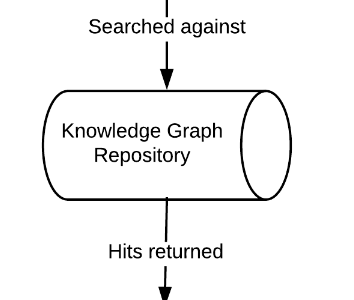 Searched against
Knowledge Graph
Repository
Hits returned